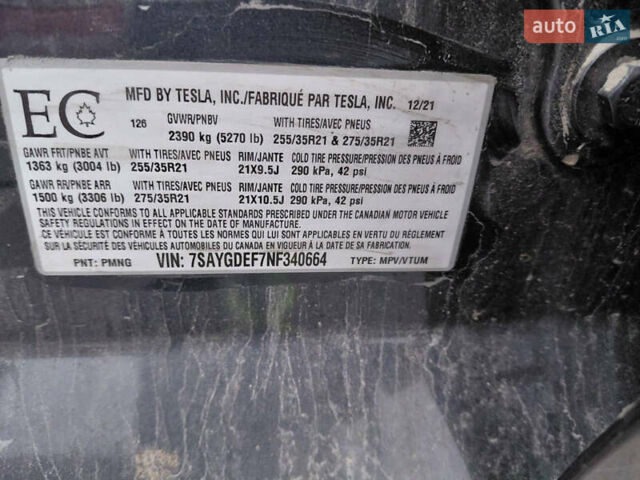 auto RIA
.com
EC
MFD BY TESLA, INC./FABRIQUÉ PAR TESLA, INC. 12/21
126 GVWR/PNBV WITH TIRES/AVEC PNEUS
2390 kg (5270 lb) 255/35R21 & 275/35R21
GAWR FRT/PNBE AVT WITH TIRES/AVEC PNEUS RIM/JANTE COLD TIRE PRESSURE/PRESSION DES PNEUS À FROID
1363 kg (3004 lb) 255/35R21 21X9.5J 290 kPa, 42 psi
GAWR RR/PNBE ARR WITH TIRES/AVEC PNEUS RIM/JANTE COLD TIRE PRESSURE/PRESSION DES PNEUS À FROID
1500 kg (3306 lb) 275/35R21 21X10.5J 290 kPa, 42 psi
THIS VEHICLE CONFORMS TO ALL APPLICABLE STANDARDS PRESCRIBED UNDER THE CANADIAN MOTOR VEHICLE
SAFETY REGULATIONS IN EFFECT ON THE DATE OF MANUFACTURE
CE VÉHICULE EST CONFORME À TOUTES LES NORMES QUI LUI SONT APPLICABLES EN VERTU DU RÈGLEMENT
SUR LA SÉCURITÉ DES VÉHICULES AUTOMOBILES DU CANADA EN VIGUEUR À LA DATE DE SA FABRICATION
PNT: PMNG VIN: 7SAYGDEF7NF340664 TYPE: MPV/VTUM